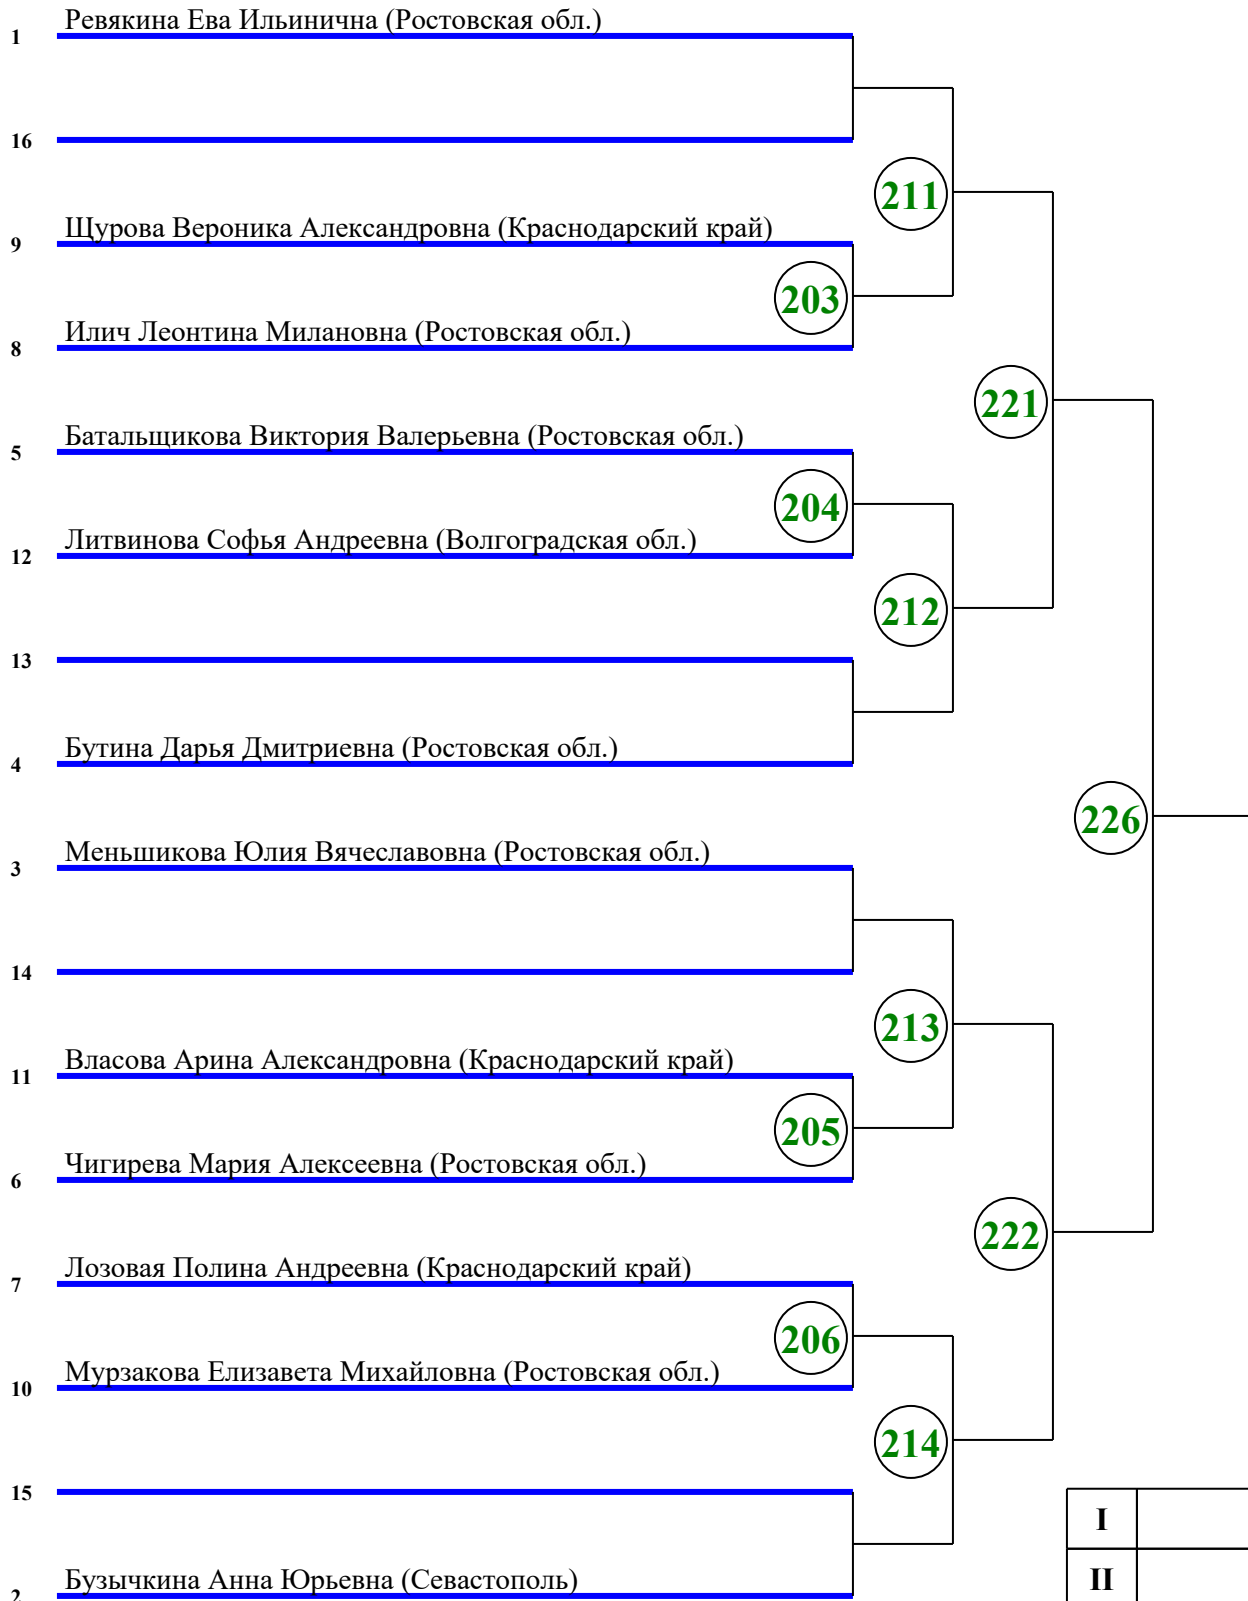 Ревякина Ева Ильинична (Ростовская обл.)
1
16
211
Щурова Вероника Александровна (Краснодарский край)
9
203
Илич Леонтина Милановна (Ростовская обл.)
8
221
Батальщикова Виктория Валерьевна (Ростовская обл.)
5
204
Литвинова Софья Андреевна (Волгоградская обл.)
12
212
13
Бутина Дарья Дмитриевна (Ростовская обл.)
4
226
Меньшикова Юлия Вячеславовна (Ростовская обл.)
3
14
213
Власова Арина Александровна (Краснодарский край)
11
205
Чигирева Мария Алексеевна (Ростовская обл.)
6
222
Лозовая Полина Андреевна (Краснодарский край)
7
206
Мурзакова Елизавета Михайловна (Ростовская обл.)
10
214
15
I
Бузычкина Анна Юрьевна (Севастополь)
2
II